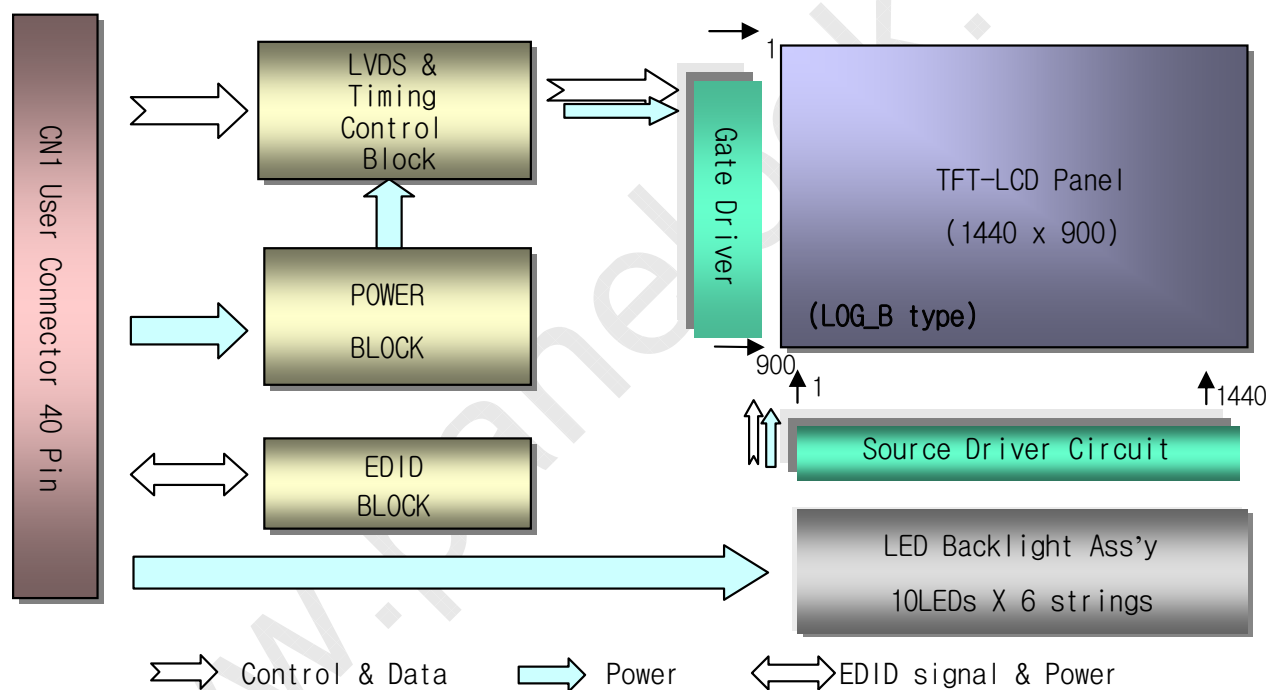 CN1 User Connector 40 Pin
LVDS &
Timing
Control
Block
POWER
BLOCK
EDID
BLOCK
Gate Driver
1
900
TFT-LCD Panel
(1440 x 900)
(LOG_B type)
1
1440
Source Driver Circuit
LED Backlight Ass’y
10LEDs X 6 strings
Control & Data
Power
EDID signal & Power